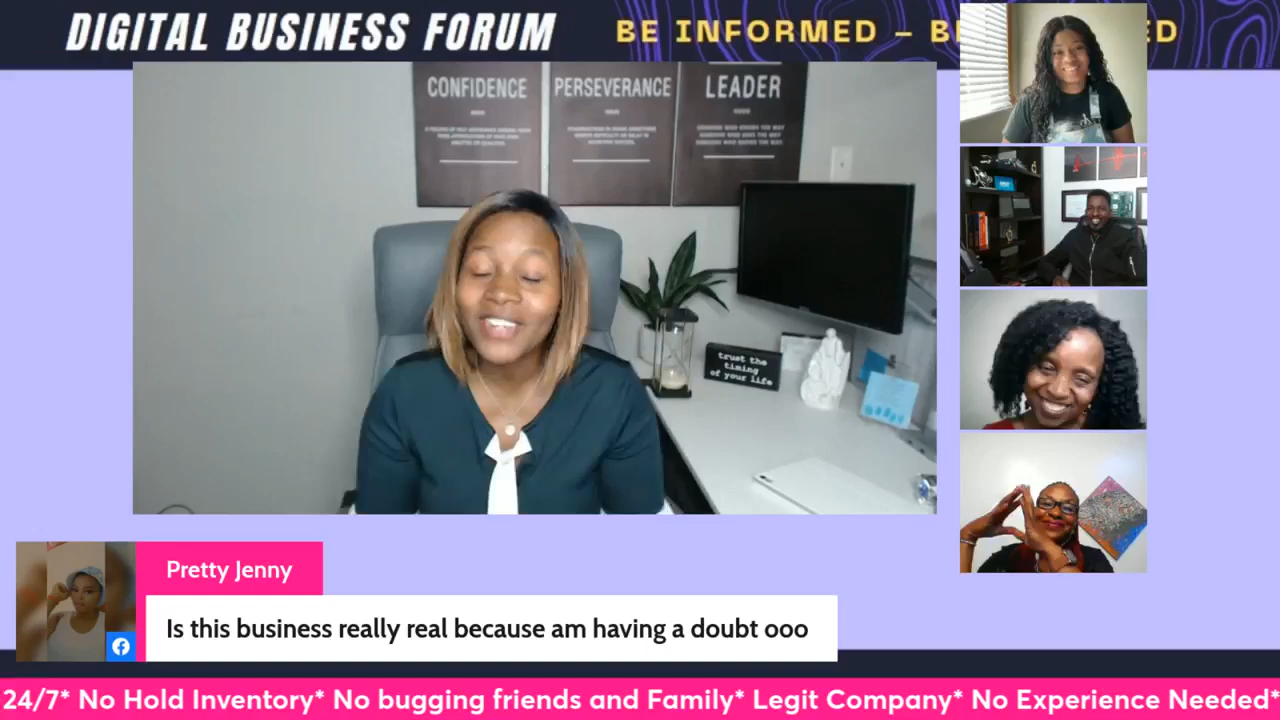 DIGITAL BUSINESS FORUM
BE INFORMED – B ED
CONFIDENCE
PERSEVERANCE
LEADER
trust the
timing
of your life
Pretty Jenny
Is this business really real because am having a doubt ooo
24/7* No Hold Inventory* No bugging friends and Family* Legit Company* No Experience Needed*